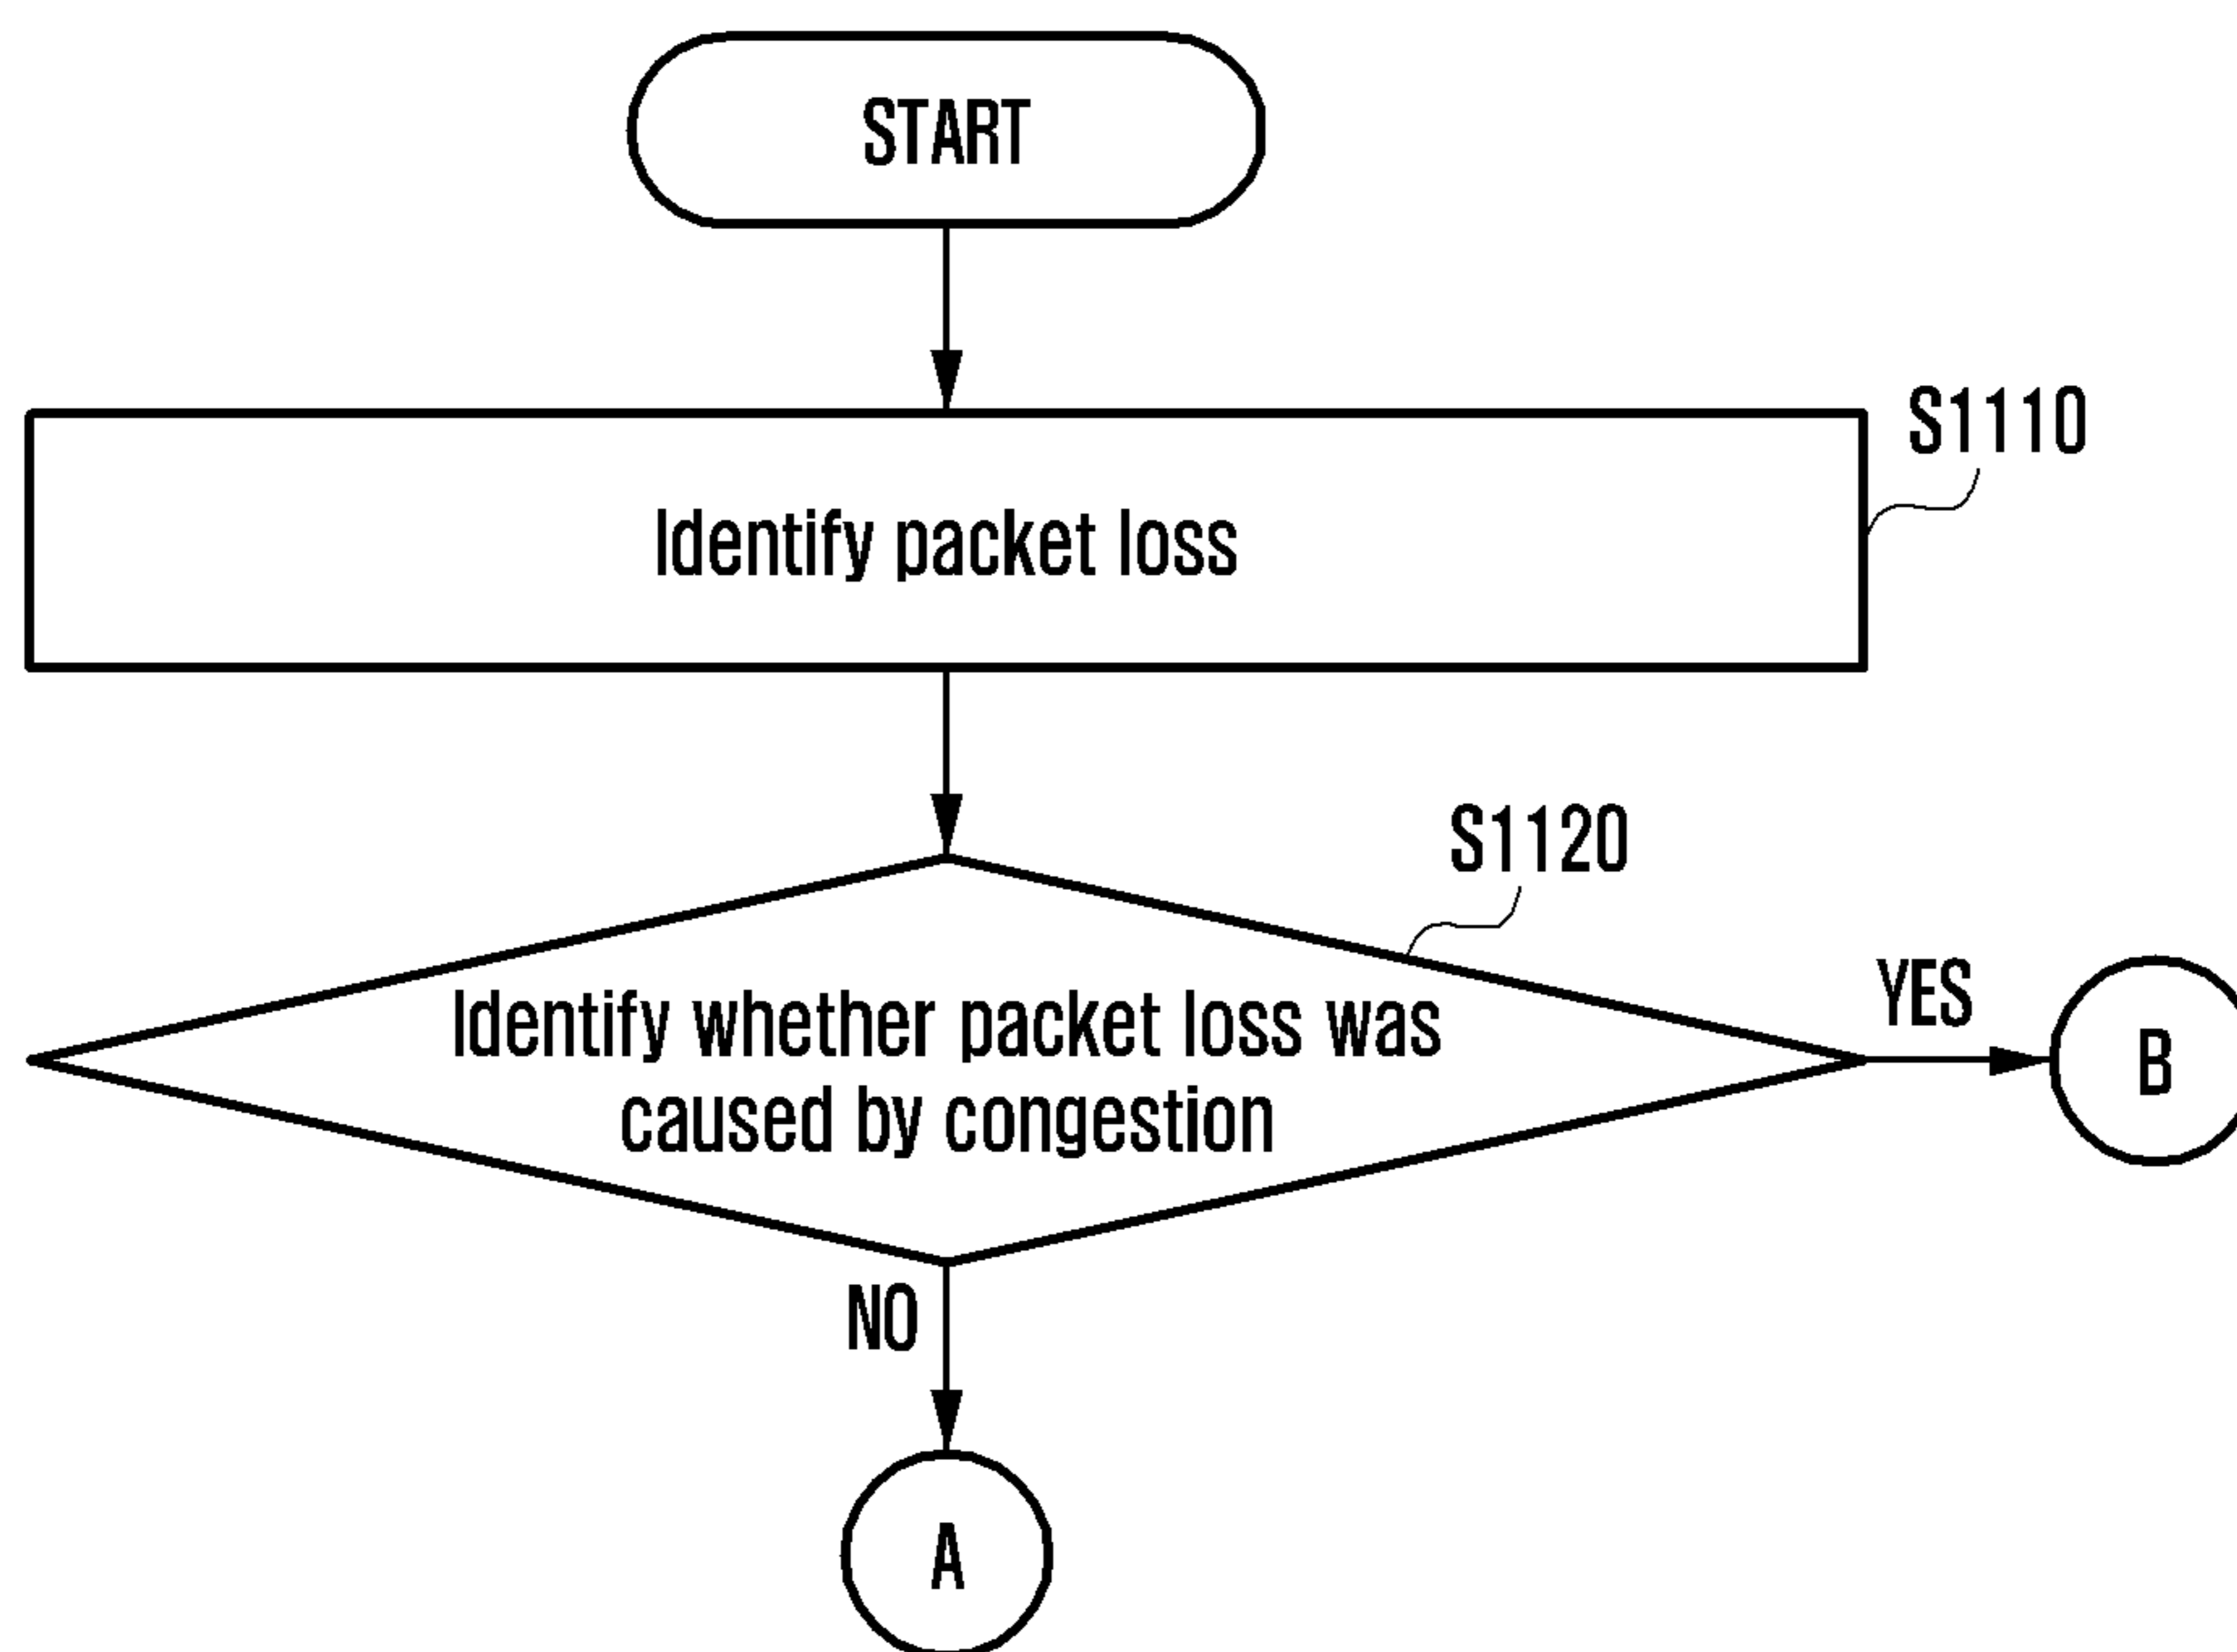 START
S1110
Identify packet loss
S1120
Identify whether packet loss was
caused by congestion
YES
B
NO
A